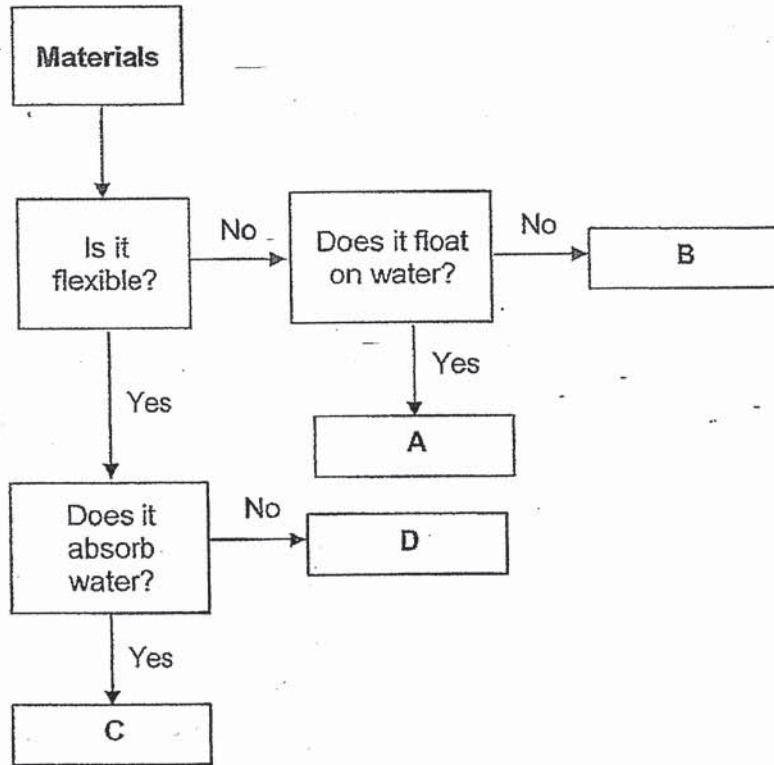 Materials
Is it
flexible?
No
Does it float
on water?
No
B
Yes
Yes
A
Does it
absorb
water?
No
D
Yes
C